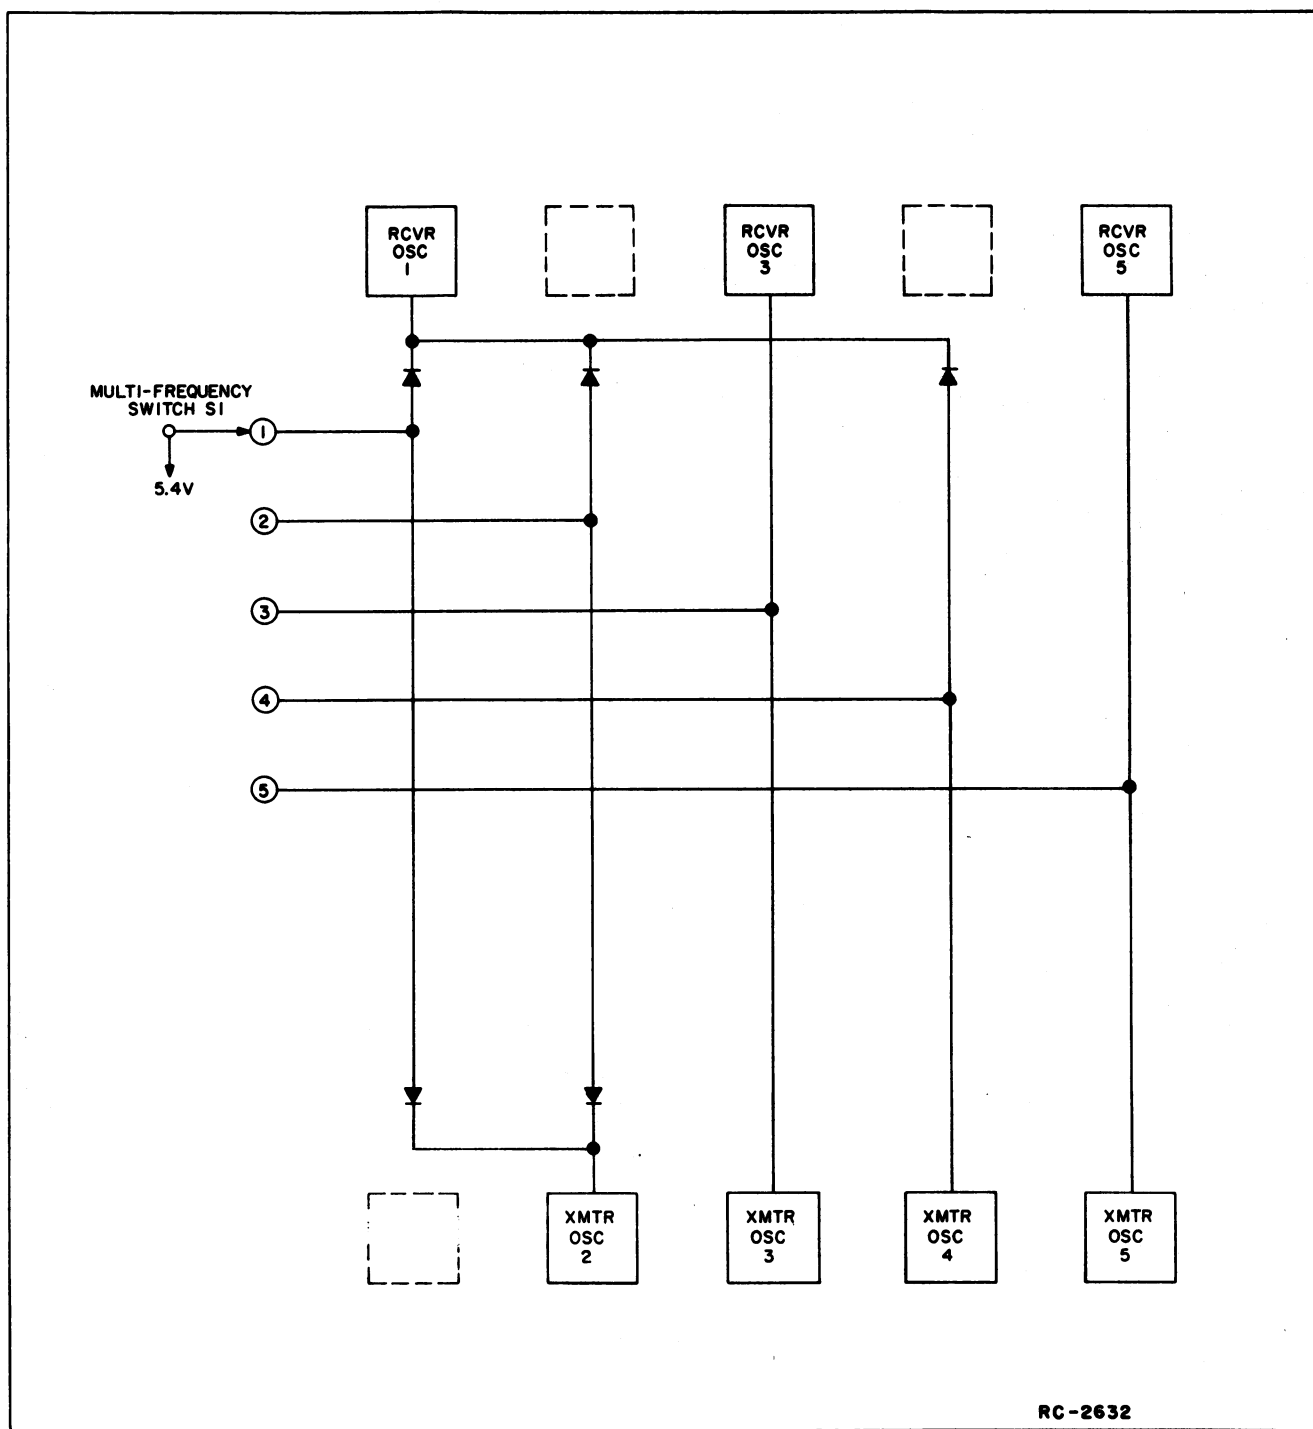 RCVR
OSC
1
RCVR
OSC
3
RCVR
OSC
5
MULTI-FREQUENCY
SWITCH S1
1
5.4V
2
3
4
5
XMTR
OSC
2
XMTR
OSC
3
XMTR
OSC
4
XMTR
OSC
5
RC-2632